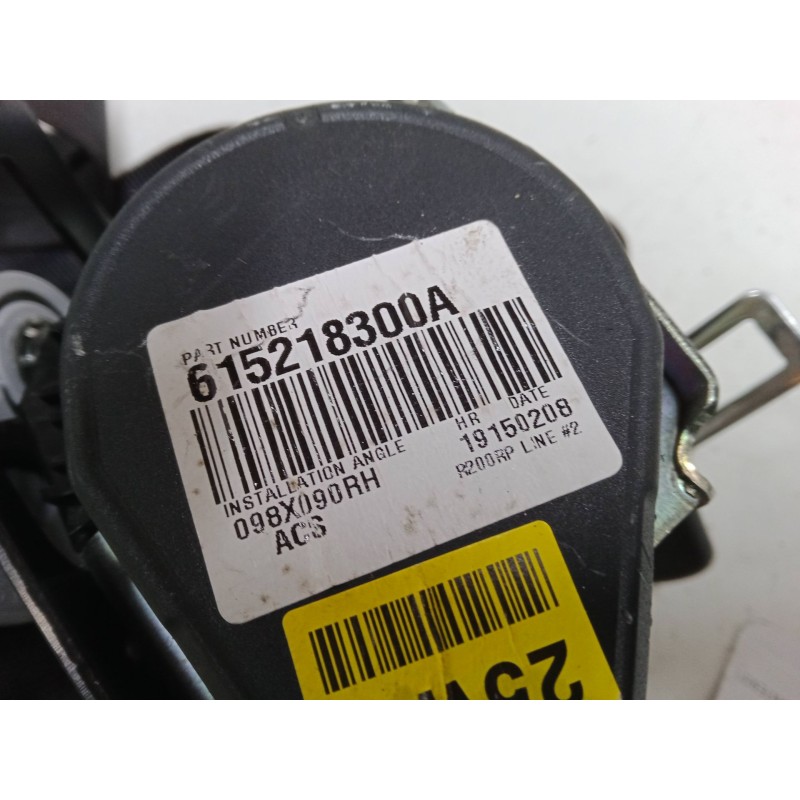 PART NUMBER
615218300A
INSTALLATION ANGLE
HR DATE
098X090RH
19150208
ACS
R200RP LINE #2